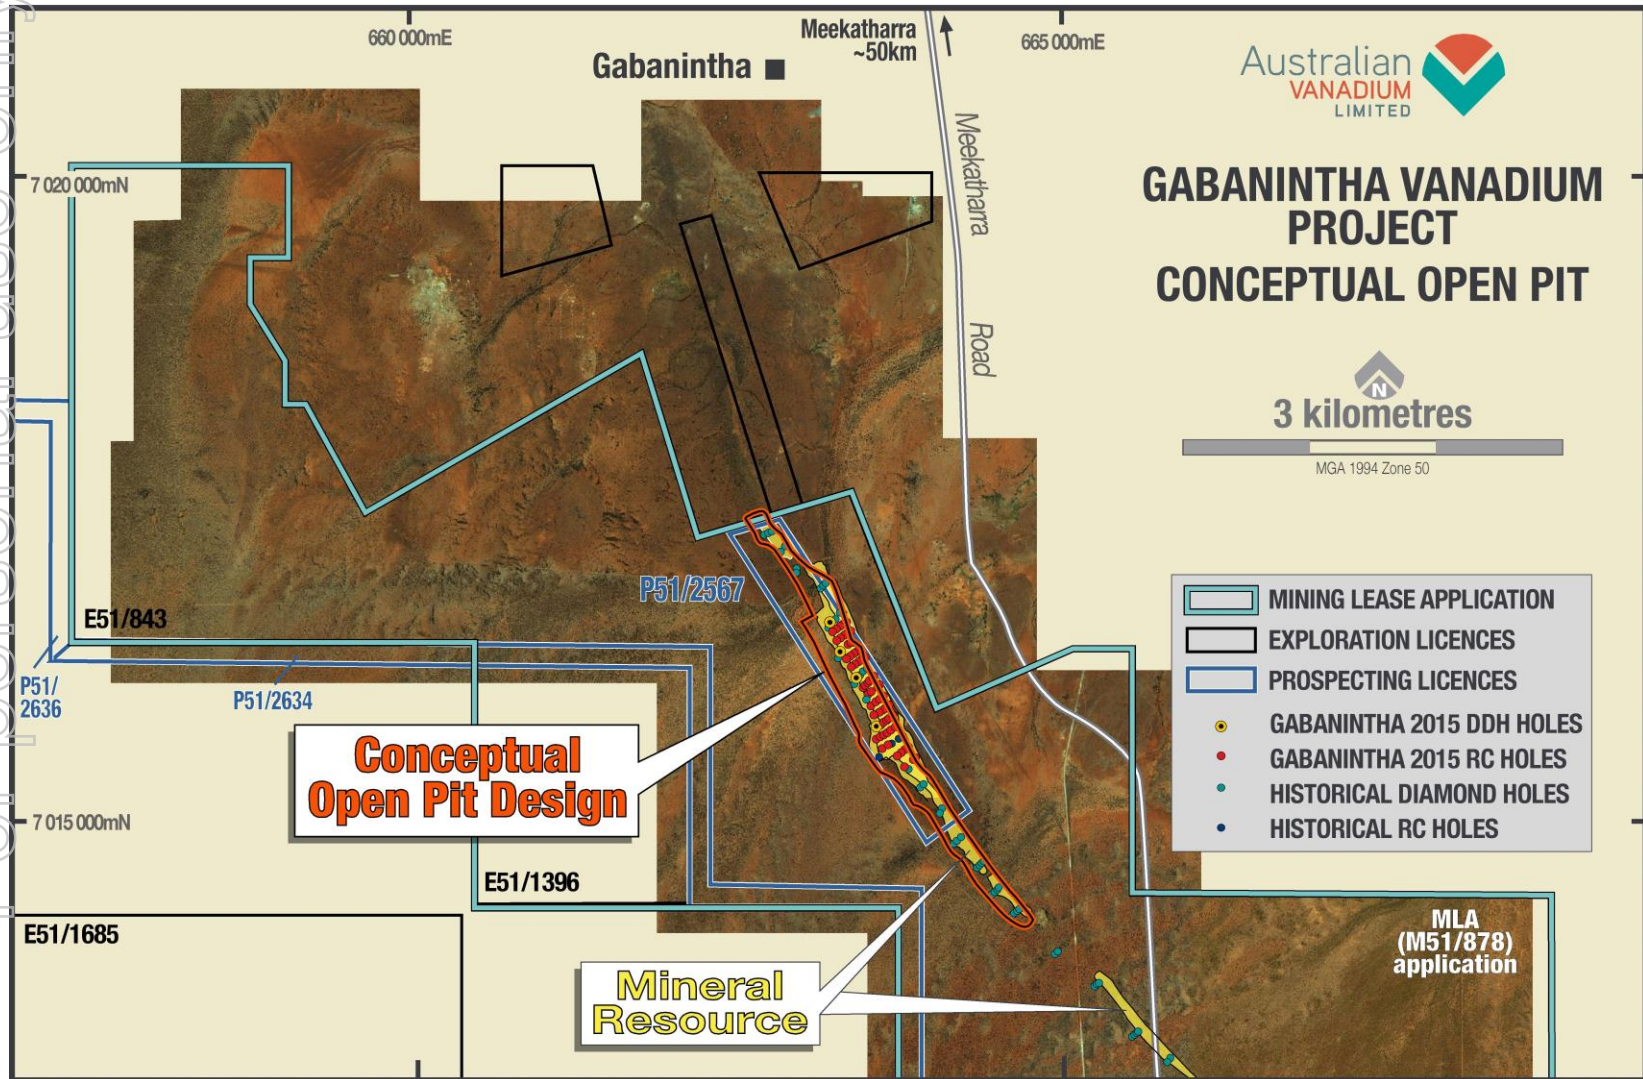 660 000mE
Meekatharra
~50km
665 000mE
Gabanintha
Australian
VANADIUM
LIMITED
7 020 000mN
Meekatharra
Road
GABANINTHA VANADIUM
PROJECT
CONCEPTUAL OPEN PIT
N
3 kilometres
MGA 1994 Zone 50
P51/2567
E51/843
P51/
2636
P51/2634
MINING LEASE APPLICATION
EXPLORATION LICENCES
PROSPECTING LICENCES
GABANINTHA 2015 DDH HOLES
GABANINTHA 2015 RC HOLES
HISTORICAL DIAMOND HOLES
HISTORICAL RC HOLES
Conceptual
Open Pit Design
7 015 000mN
E51/1396
E51/1685
MLA
(M51/878)
application
Mineral
Resource